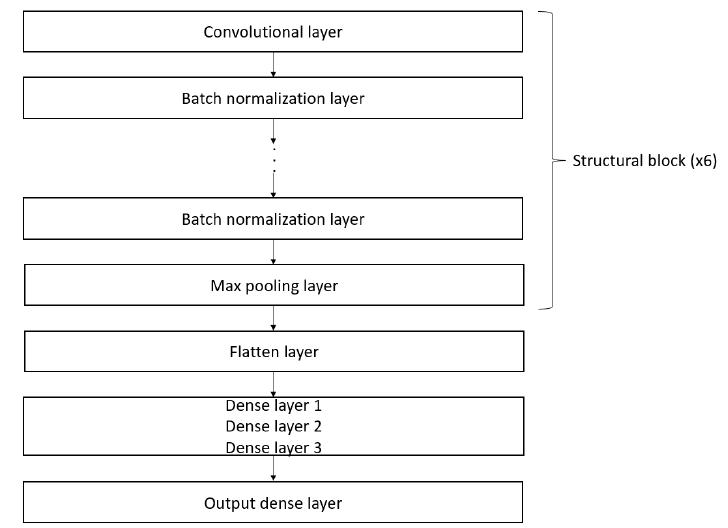 Convolutional layer
Batch normalization layer
.
.
.
Structural block (x6)
Batch normalization layer
Max pooling layer
Flatten layer
Dense layer 1
Dense layer 2
Dense layer 3
Output dense layer